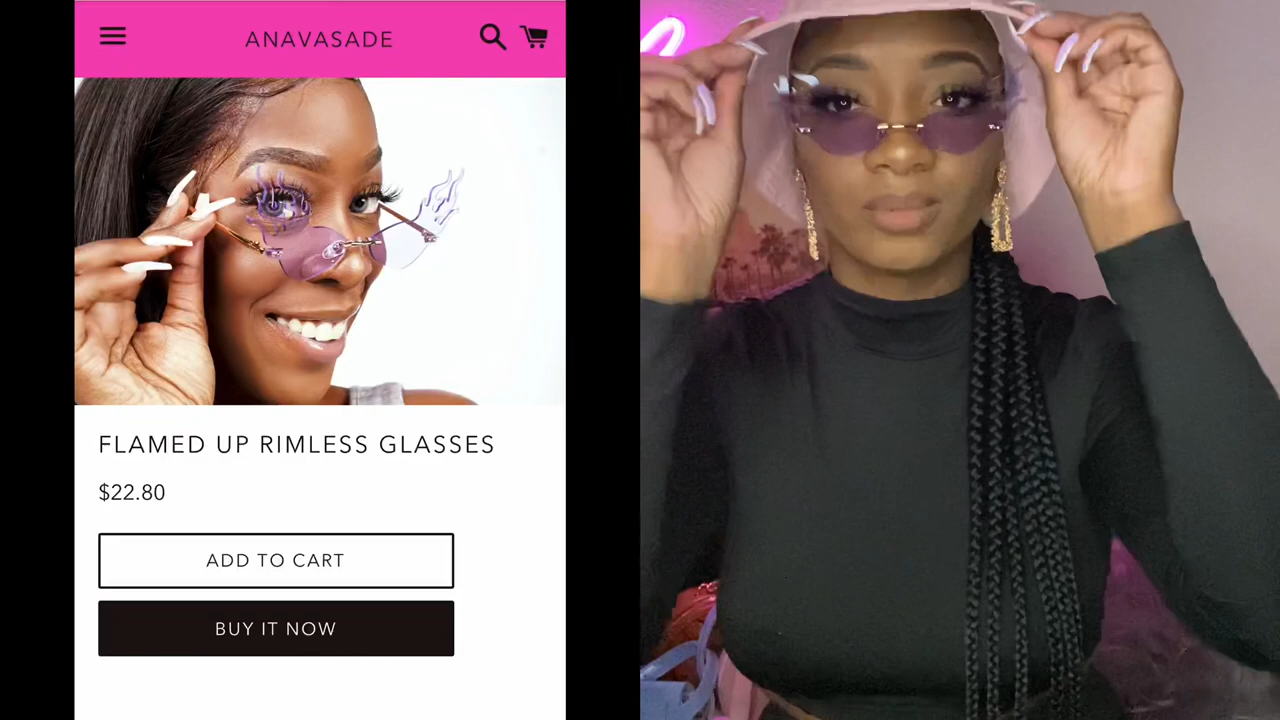 ANAVASADE
FLAMED UP RIMLESS GLASSES
$22.80
ADD TO CART
BUY IT NOW